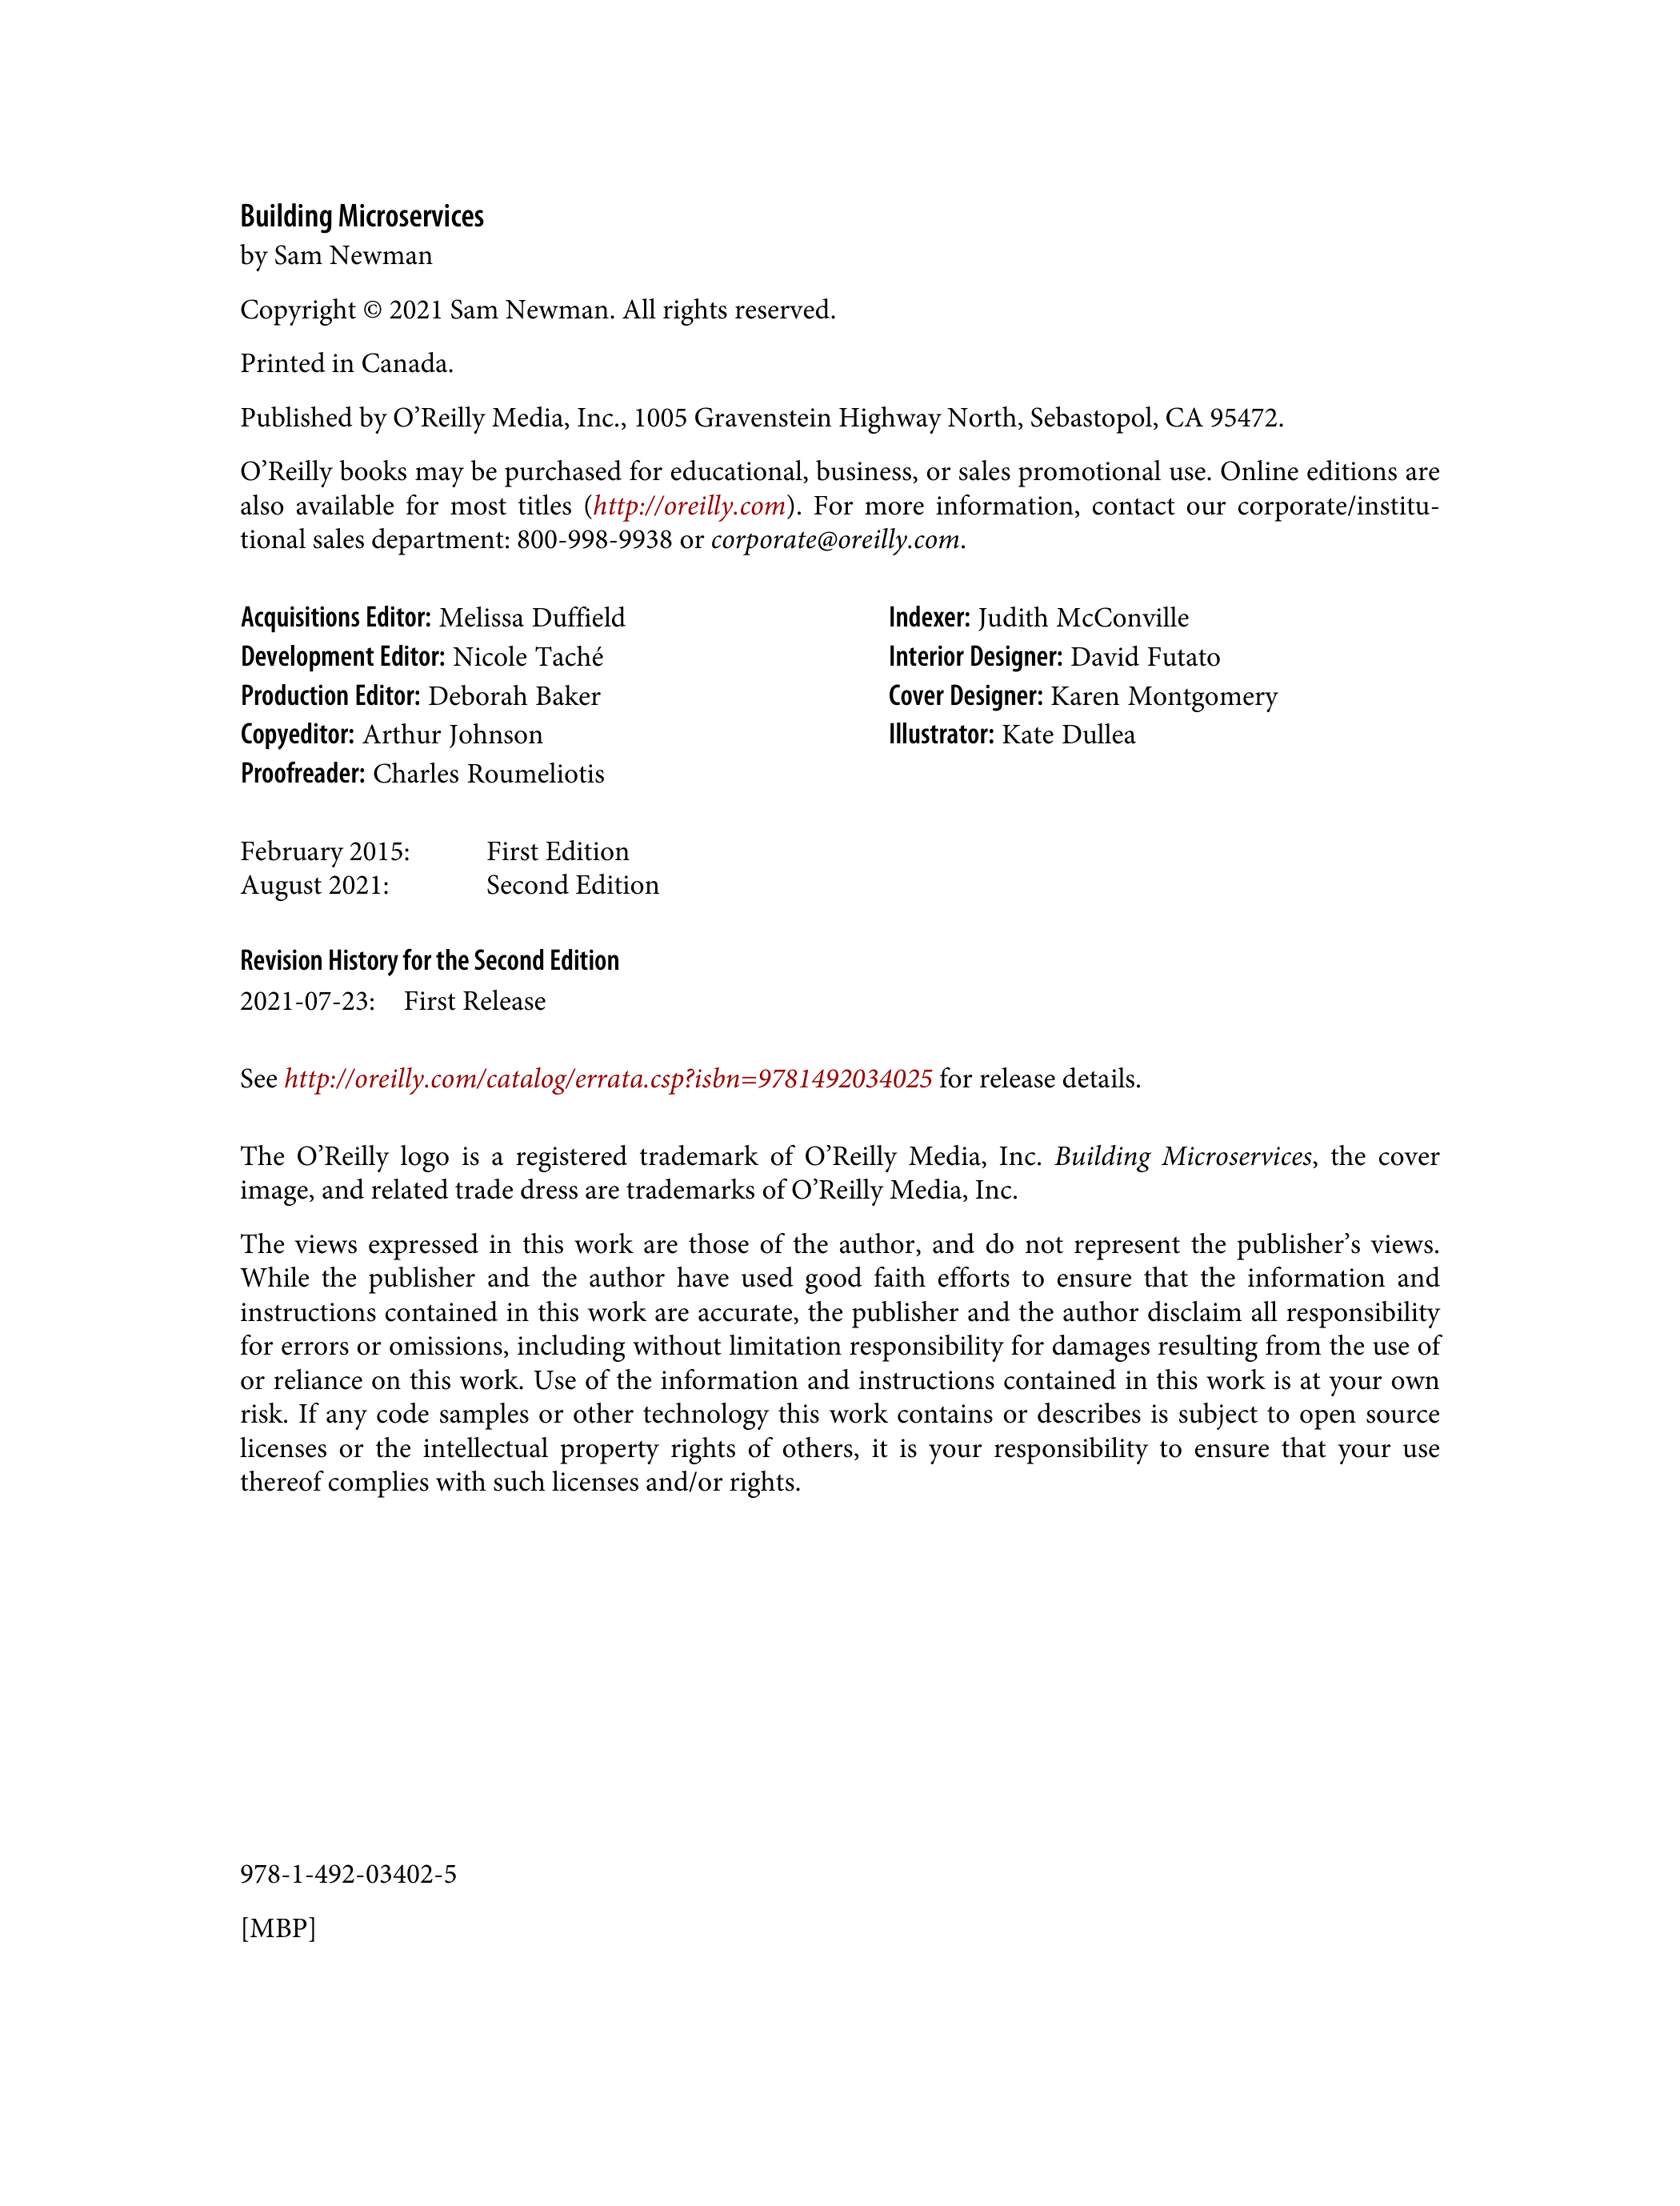 Building Microservices
by Sam Newman
Copyright © 2021 Sam Newman. All rights reserved.
Printed in Canada.
Published by O’Reilly Media, Inc., 1005 Gravenstein Highway North, Sebastopol, CA 95472.
O’Reilly books may be purchased for educational, business, or sales promotional use. Online editions are
also available for most titles (http://oreilly.com). For more information, contact our corporate/institu-
tional sales department: 800-998-9938 or corporate@oreilly.com.
Acquisitions Editor: Melissa Duffield
Development Editor: Nicole Taché
Production Editor: Deborah Baker
Copyeditor: Arthur Johnson
Proofreader: Charles Roumeliotis
Indexer: Judith McConville
Interior Designer: David Futato
Cover Designer: Karen Montgomery
Illustrator: Kate Dullea
February 2015: First Edition
August 2021: Second Edition
Revision History for the Second Edition
2021-07-23: First Release
See http://oreilly.com/catalog/errata.csp?isbn=9781492034025 for release details.
The O’Reilly logo is a registered trademark of O’Reilly Media, Inc. Building Microservices, the cover
image, and related trade dress are trademarks of O’Reilly Media, Inc.
The views expressed in this work are those of the author, and do not represent the publisher’s views.
While the publisher and the author have used good faith efforts to ensure that the information and
instructions contained in this work are accurate, the publisher and the author disclaim all responsibility
for errors or omissions, including without limitation responsibility for damages resulting from the use of
or reliance on this work. Use of the information and instructions contained in this work is at your own
risk. If any code samples or other technology this work contains or describes is subject to open source
licenses or the intellectual property rights of others, it is your responsibility to ensure that your use
thereof complies with such licenses and/or rights.
978-1-492-03402-5
[MBP]